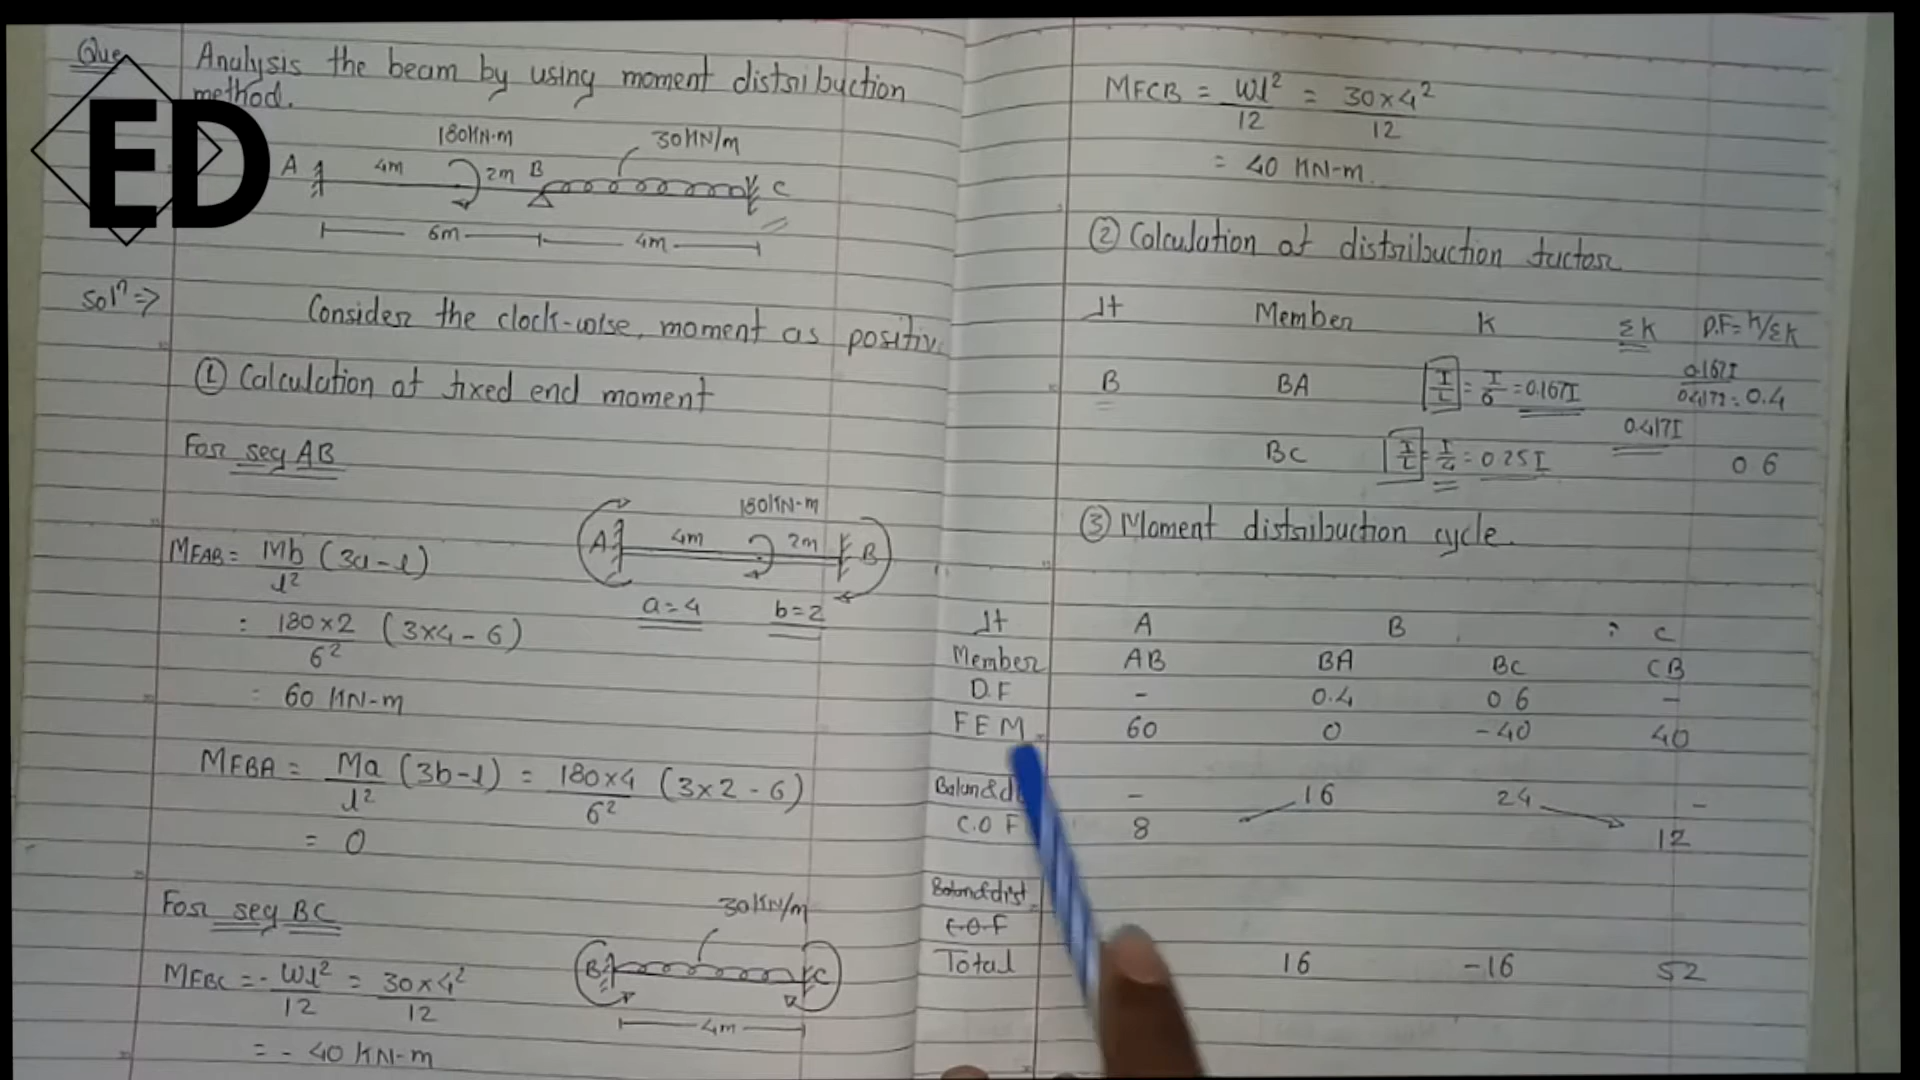 Que
Analysis the beam by using moment distribuction
method.
ED
180KN-m
30KN/m
A
4m
2m
B
C
6m
4m
Solⁿ=>
Consider the clock-wise, moment as positiv
① Calculation of fixed end moment
For seg AB
180KN-m
A
4m
2m
B
a=4
b=2
MFAB= Mb/l² (3a-l)
= 180×2/6² (3×4-6)
= 60 KN-m
MFBA = Ma/l² (3b-l) = 180×4/6² (3×2-6)
= 0
For seg BC
30KN/m
B
C
4m
MFBC = -Wl²/12 = 30×4²/12
= - 40 KN-m
MFCB = Wl²/12 = 30×4²/12
= 40 KN-m.
② Calculation of distribuction factor
Jt Member K ΣK D.F=K/ΣK
B BA I/L = I/6 =0.167I 0.167I/0.417I = 0.4
0.417I
BC I/L = I/4 = 0.25I 0 6
③ Moment distribuction cycle.
Jt A B C
Member AB BA BC CB
D.F - 0.4 0 6 -
FEM 60 0 -40 40
Balan&d - 16 24 -
C.O F 8 12
Balan&dist
C.O.F
Total 16 -16 52